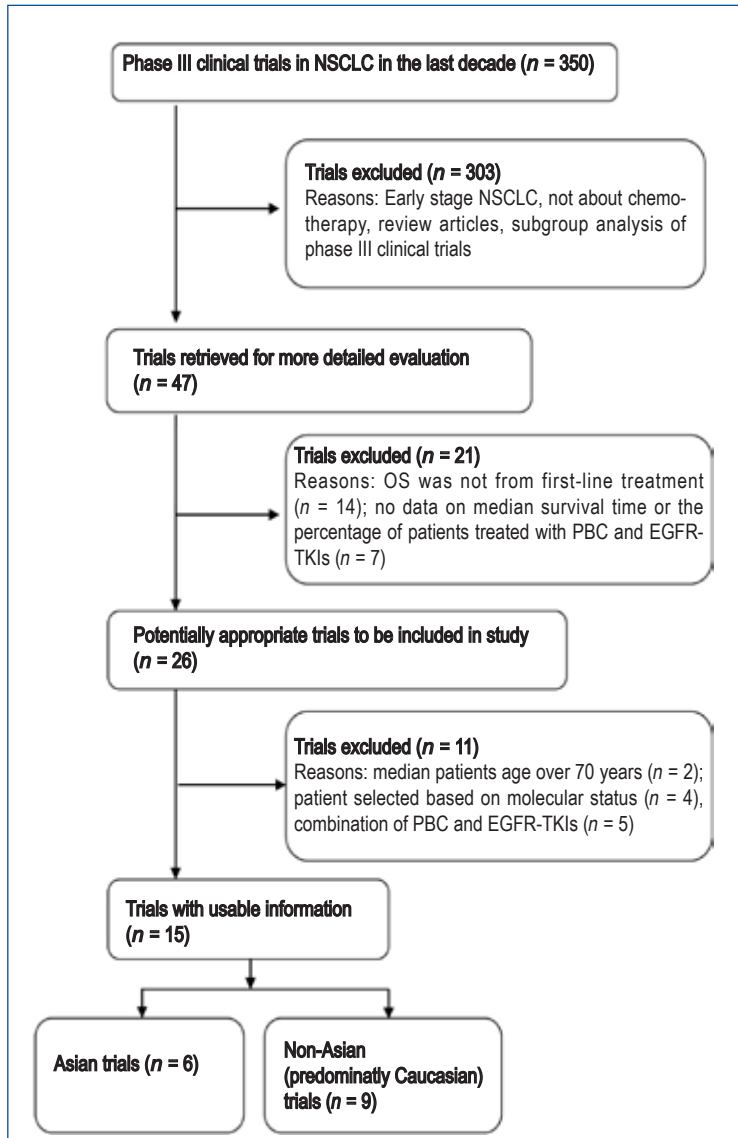 Phase III clinical trials in NSCLC in the last decade (n = 350)
Trials excluded (n = 303)
Reasons: Early stage NSCLC, not about chemo-
therapy, review articles, subgroup analysis of
phase III clinical trials
Trials retrieved for more detailed evaluation
(n = 47)
Trials excluded (n = 21)
Reasons: OS was not from first-line treatment
(n = 14); no data on median survival time or the
percentage of patients treated with PBC and EGFR-
TKIs (n = 7)
Potentially appropriate trials to be included in study
(n = 26)
Trials excluded (n = 11)
Reasons: median patients age over 70 years (n = 2);
patient selected based on molecular status (n = 4),
combination of PBC and EGFR-TKIs (n = 5)
Trials with usable information
(n = 15)
Asian trials (n = 6)
Non-Asian
(predominatly Caucasian)
trials (n = 9)